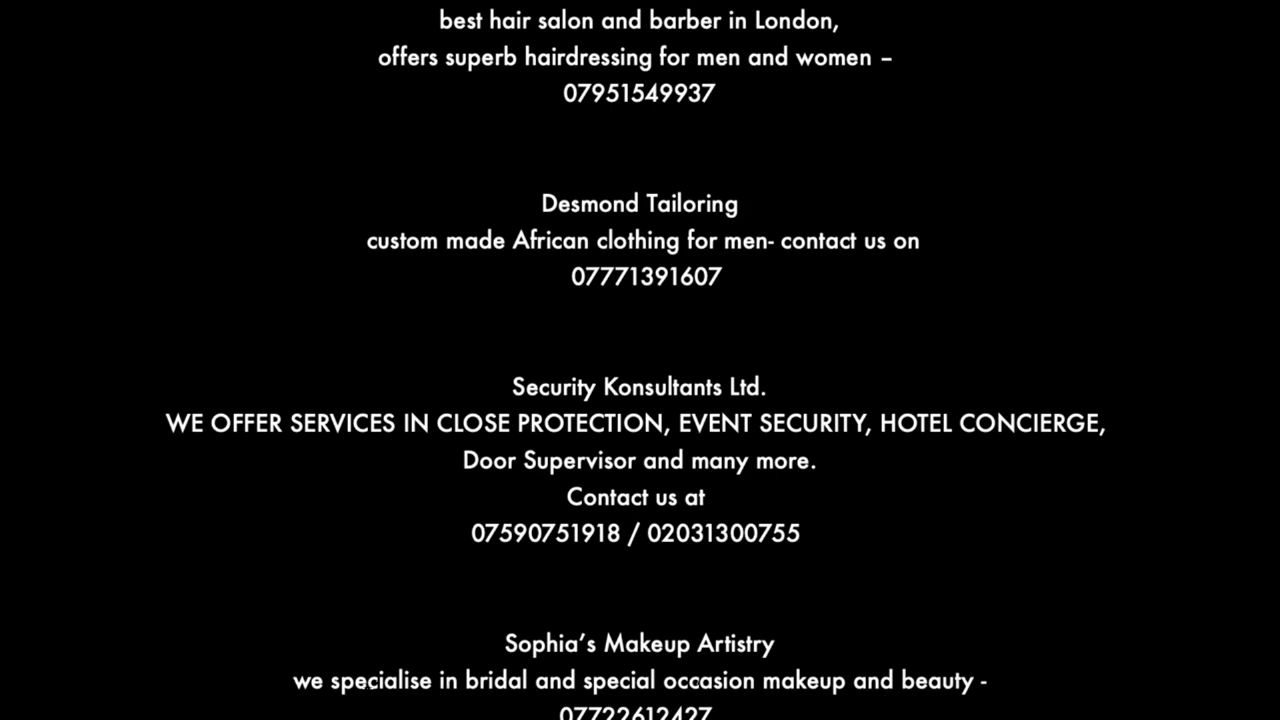 best hair salon and barber in London,
offers superb hairdressing for men and women –
07951549937
Desmond Tailoring
custom made African clothing for men- contact us on
07771391607
Security Konsultants Ltd.
WE OFFER SERVICES IN CLOSE PROTECTION, EVENT SECURITY, HOTEL CONCIERGE,
Door Supervisor and many more.
Contact us at
07590751918 / 02031300755
Sophia’s Makeup Artistry
we specialise in bridal and special occasion makeup and beauty -
07722612427